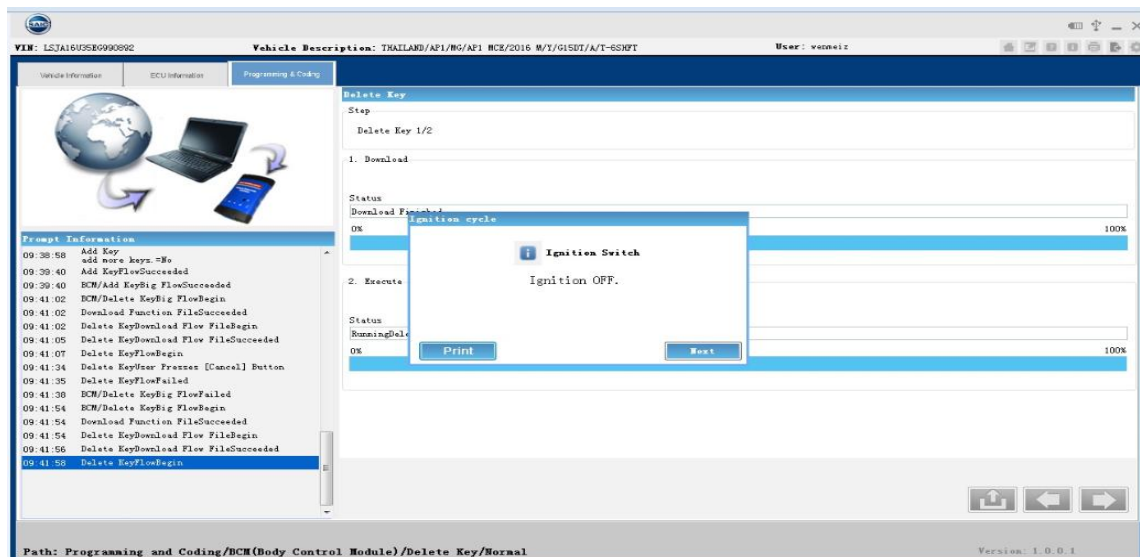 SAIC
VIN: LSJA16U35EG990892 Vehicle Description: THAILAND/AP1/MG/AP1 MCE/2016 M/Y/G15DT/A/T-6SHFT User: wenmeiz
Vehicle Information ECU Information Programming & Coding
Delete Key
Step
Delete Key 1/2
1. Download
Status
Download Finished
0% 100%
Ignition cycle
Ignition Switch
Ignition OFF.
Print Next
2. Execute
Status
RunningDele
0% 100%
Prompt Information
09:38:58 Add Key
add more keys.=No
09:39:40 Add KeyFlowSucceeded
09:39:40 BCM/Add KeyBig FlowSucceeded
09:41:02 BCM/Delete KeyBig FlowBegin
09:41:02 Download Function FileSucceeded
09:41:02 Delete KeyDownload Flow FileBegin
09:41:05 Delete KeyDownload Flow FileSucceeded
09:41:07 Delete KeyFlowBegin
09:41:34 Delete KeyUser Presses [Cancel] Button
09:41:35 Delete KeyFlowFailed
09:41:38 BCM/Delete KeyBig FlowFailed
09:41:54 BCM/Delete KeyBig FlowBegin
09:41:54 Download Function FileSucceeded
09:41:54 Delete KeyDownload Flow FileBegin
09:41:56 Delete KeyDownload Flow FileSucceeded
09:41:58 Delete KeyFlowBegin
Path: Programming and Coding/BCM(Body Control Module)/Delete Key/Normal Version: 1.0.0.1